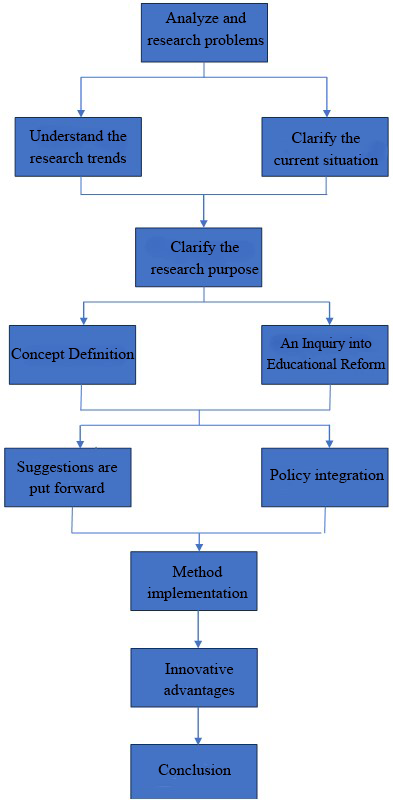 Analyze and
research problems
Understand the
research trends
Clarify the
current situation
Clarify the
research purpose
Concept Definition
An Inquiry into
Educational Reform
Suggestions are
put forward
Policy integration
Method
implementation
Innovative
advantages
Conclusion